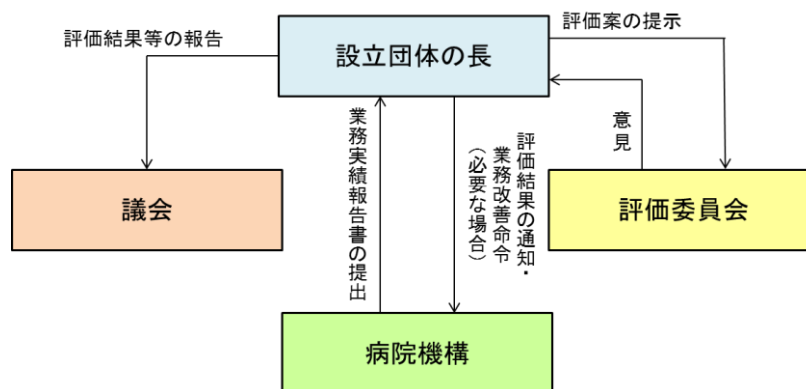 評価結果等の報告
設立団体の長
評価案の提示
意見
議会
評価委員会
業務実績報告書の提出
評価結果の通知・
業務改善命令
（必要な場合）
病院機構